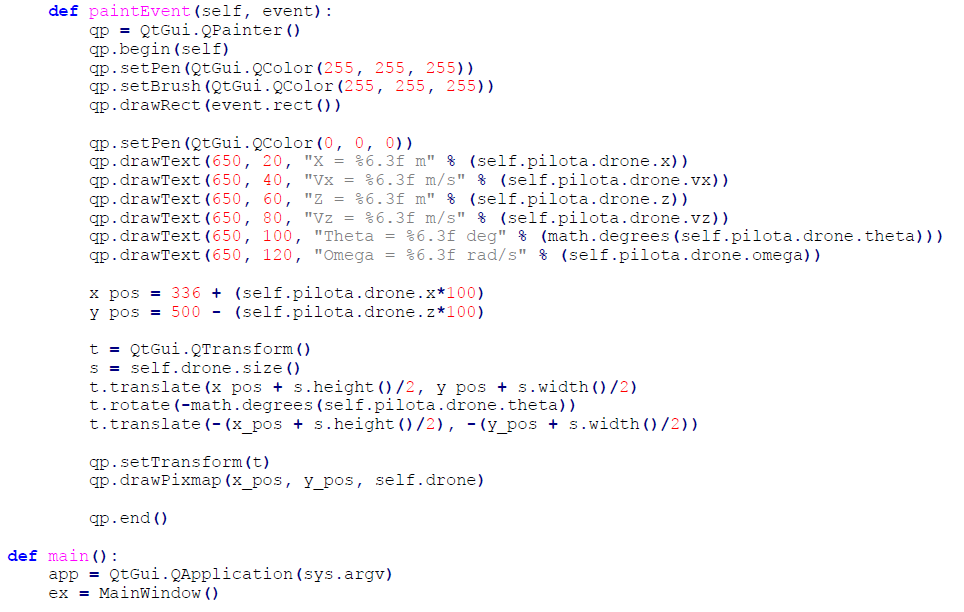 def paintEvent(self, event):
qp = QtGui.QPainter()
qp.begin(self)
qp.setPen(QtGui.QColor(255, 255, 255))
qp.setBrush(QtGui.QColor(255, 255, 255))
qp.drawRect(event.rect())
qp.setPen(QtGui.QColor(0, 0, 0))
qp.drawText(650, 20, "X = %6.3f m" % (self.pilota.drone.x))
qp.drawText(650, 40, "Vx = %6.3f m/s" % (self.pilota.drone.vx))
qp.drawText(650, 60, "Z = %6.3f m" % (self.pilota.drone.z))
qp.drawText(650, 80, "Vz = %6.3f m/s" % (self.pilota.drone.vz))
qp.drawText(650, 100, "Theta = %6.3f deg" % (math.degrees(self.pilota.drone.theta)))
qp.drawText(650, 120, "Omega = %6.3f rad/s" % (self.pilota.drone.omega))
x pos = 336 + (self.pilota.drone.x*100)
y pos = 500 - (self.pilota.drone.z*100)
t = QtGui.QTransform()
s = self.drone.size()
t.translate(x pos + s.height()/2, y pos + s.width()/2)
t.rotate(-math.degrees(self.pilota.drone.theta))
t.translate(-(x_pos + s.height()/2), -(y_pos + s.width()/2))
qp.setTransform(t)
qp.drawPixmap(x_pos, y_pos, self.drone)
qp.end()
def main():
app = QtGui.QApplication(sys.argv)
ex = MainWindow()